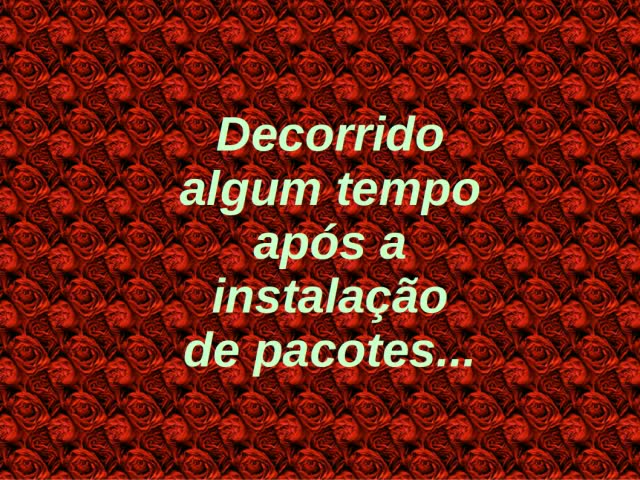 Decorrido
algum tempo
após a
instalação
de pacotes...